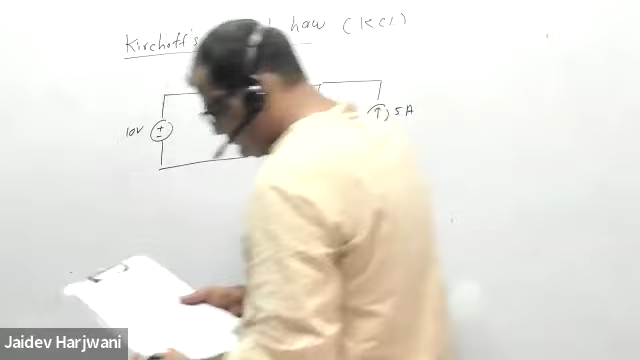 Kirchoff's Law (KCL)
10V + - ↑ 5A
Jaidev Harjwani